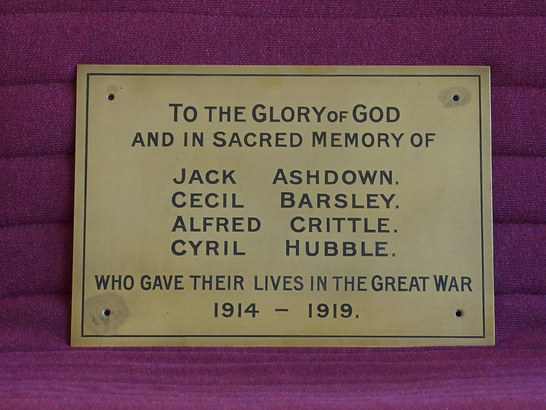 TO THE GLORY OF GOD
AND IN SACRED MEMORY OF
JACK ASHDOWN.
CECIL BARSLEY.
ALFRED CRITTLE.
CYRIL HUBBLE.
WHO GAVE THEIR LIVES IN THE GREAT WAR
1914 – 1919.